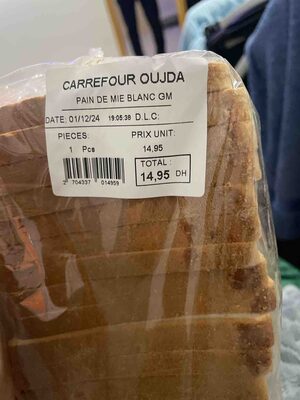 CARREFOUR OUJDA
PAIN DE MIE BLANC GM
DATE: 01/12/24 19:05:38 D.L.C:
PIECES: PRIX UNIT:
1 Pcs 14,95
TOTAL:
14,95 DH
2 704337 014959